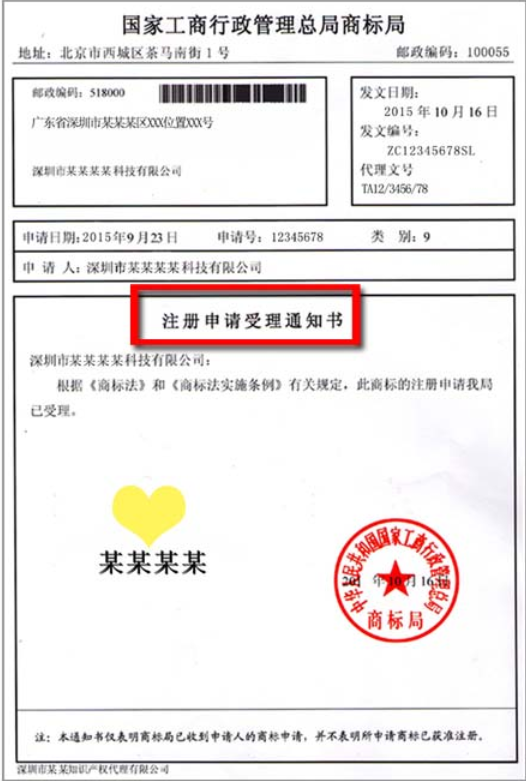 国家工商行政管理总局商标局
地址：北京市西城区茶马南街1号 邮政编码：100055
邮政编码：518000
广东省深圳市某某某区XXX位置XXX号
深圳市某某某某科技有限公司
发文日期：
2015年10月16日
发文编号：
ZC12345678SL
代理文号
TA12/3456/78
申请日期：2015年9月23日 申请号：12345678 类 别：9
申 请 人：深圳市某某某某科技有限公司
注册申请受理通知书
深圳市某某某某科技有限公司：
根据《商标法》和《商标法实施条例》有关规定，此商标的注册申请我局
已受理。
某某某某
中华人民共和国国家工商行政管理总局
201 年10月16日
商标局
注：本通知书仅表明商标局已收到申请人的商标申请，并不表明所申请商标已获准注册。
深圳市某某知识产权代理有限公司